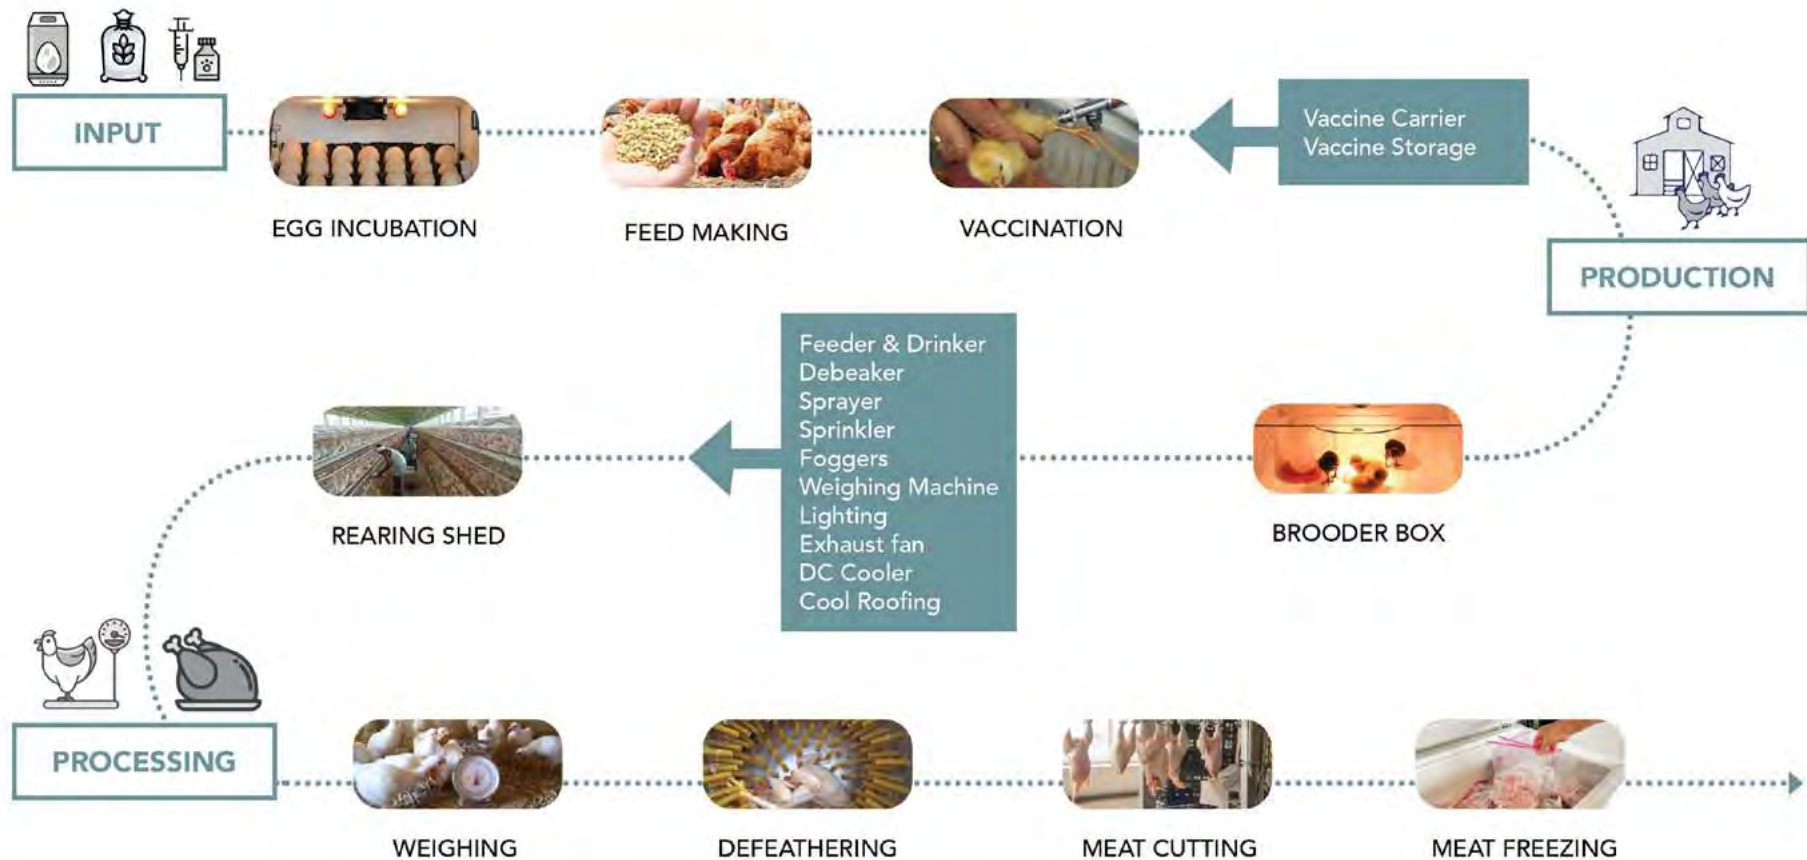 INPUT
EGG INCUBATION
FEED MAKING
VACCINATION
Vaccine Carrier
Vaccine Storage
PRODUCTION
BROODER BOX
Feeder & Drinker
Debeaker
Sprayer
Sprinkler
Foggers
Weighing Machine
Lighting
Exhaust fan
DC Cooler
Cool Roofing
REARING SHED
PROCESSING
WEIGHING
DEFEATHERING
MEAT CUTTING
MEAT FREEZING